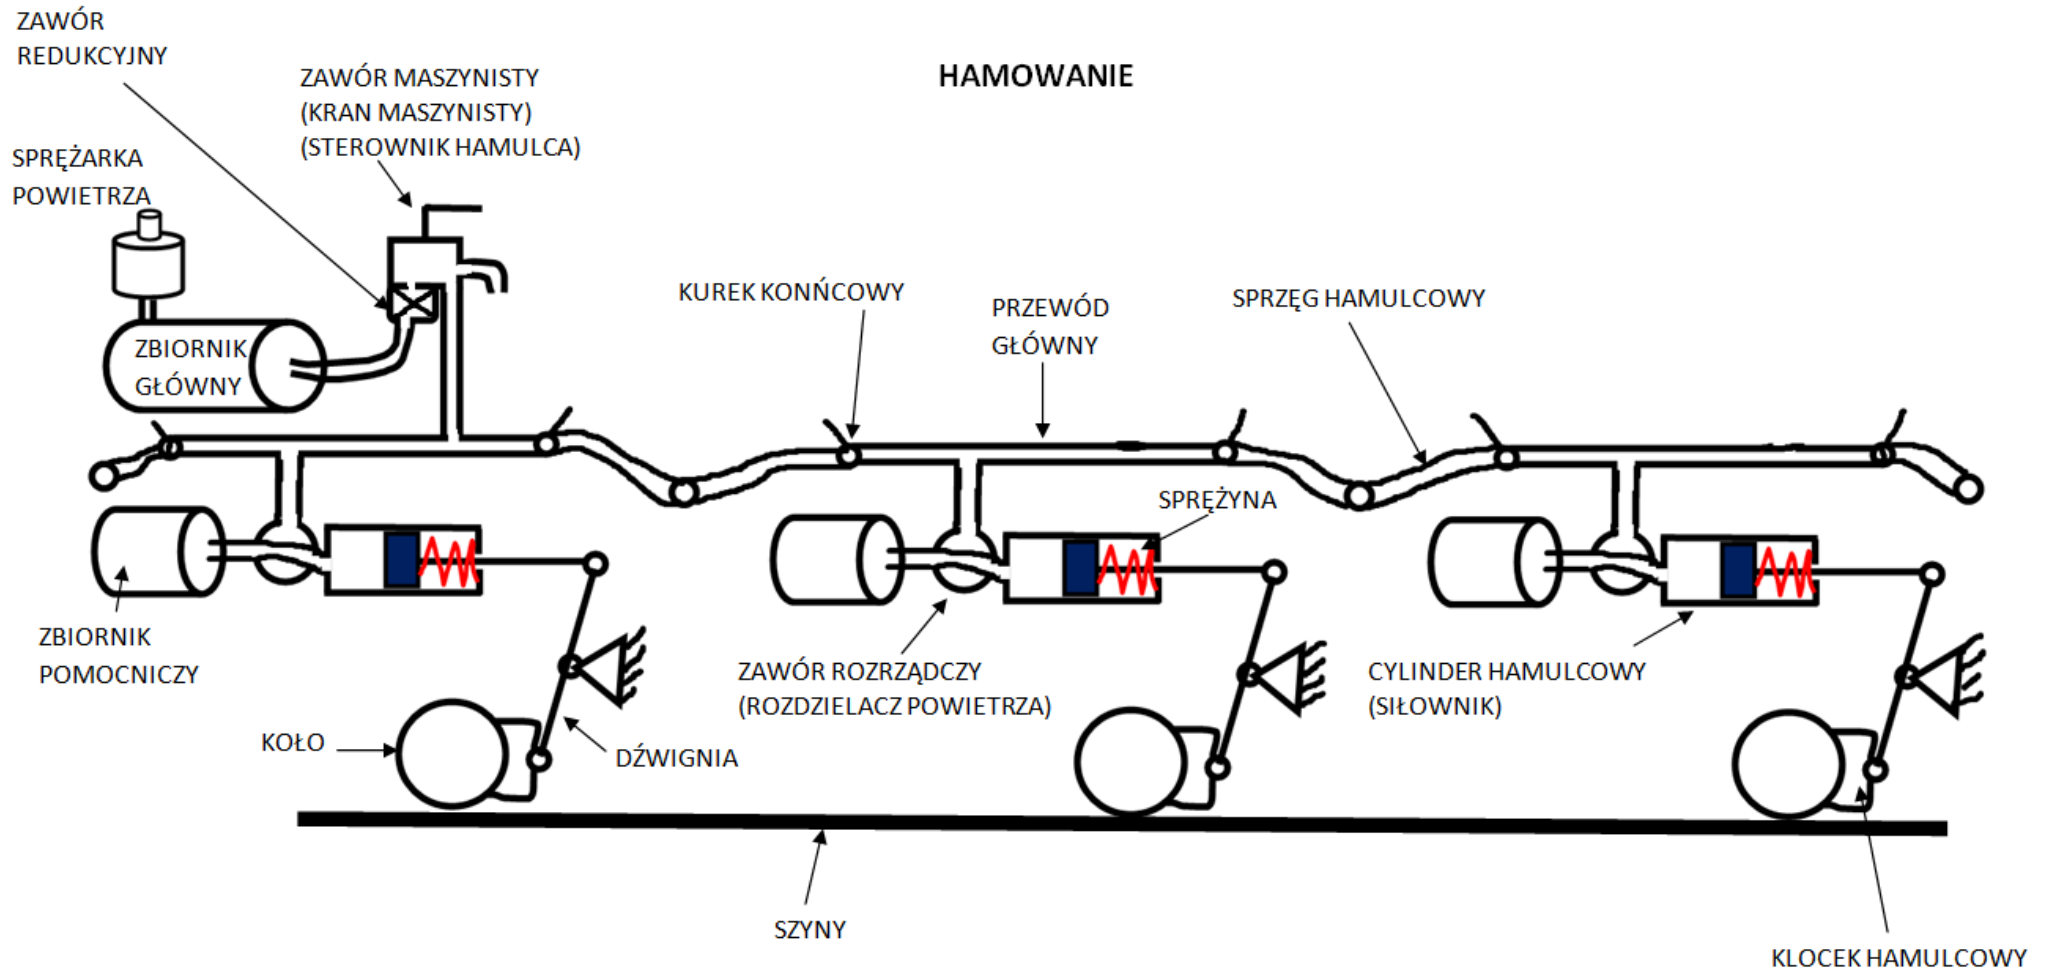 ZAWÓR
REDUKCYJNY
ZAWÓR MASZYNISTY
(KRAN MASZYNISTY)
(STEROWNIK HAMULCA)
HAMOWANIE
SPRĘŻARKA
POWIETRZA
KUREK KONŃCOWY
PRZEWÓD
GŁÓWNY
SPRZĘG HAMULCOWY
ZBIORNIK
GŁÓWNY
SPRĘŻYNA
ZBIORNIK
POMOCNICZY
ZAWÓR ROZRZĄDCZY
(ROZDZIELACZ POWIETRZA)
CYLINDER HAMULCOWY
(SIŁOWNIK)
KOŁO
DŹWIGNIA
SZYNY
KLOCEK HAMULCOWY